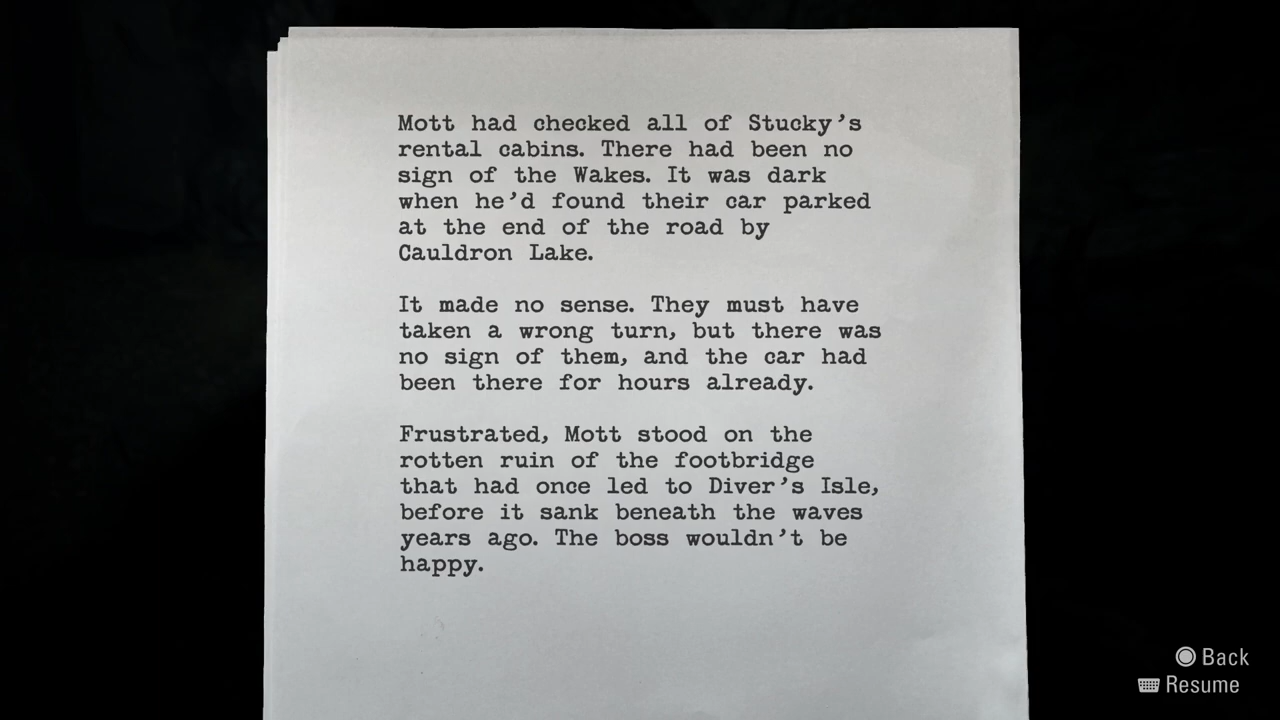 Mott had checked all of Stucky's
rental cabins. There had been no
sign of the Wakes. It was dark
when he'd found their car parked
at the end of the road by
Cauldron Lake.
It made no sense. They must have
taken a wrong turn, but there was
no sign of them, and the car had
been there for hours already.
Frustrated, Mott stood on the
rotten ruin of the footbridge
that had once led to Diver's Isle,
before it sank beneath the waves
years ago. The boss wouldn't be
happy.
Back
Resume